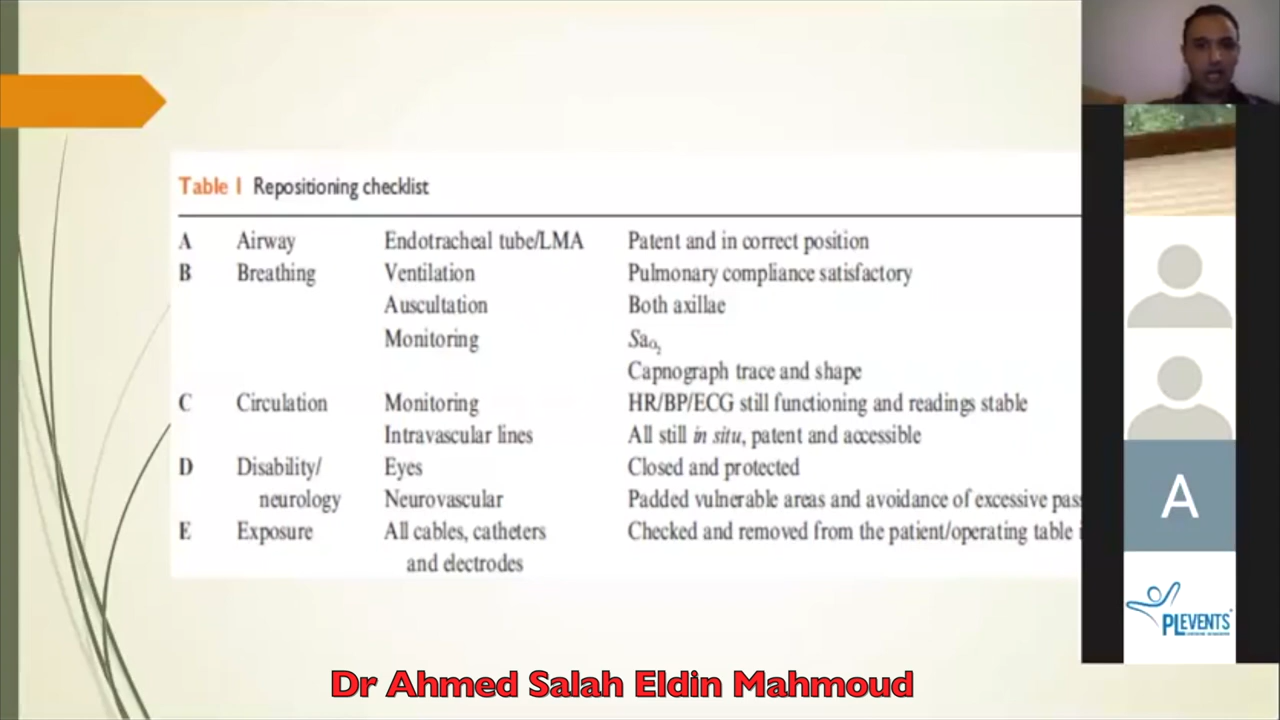 Table 1 Repositioning checklist
A Airway Endotracheal tube/LMA Patent and in correct position
B Breathing Ventilation Pulmonary compliance satisfactory
Auscultation Both axillae
Monitoring SaO2
Capnograph trace and shape
C Circulation Monitoring HR/BP/ECG still functioning and readings stable
Intravascular lines All still in situ, patent and accessible
D Disability/ Eyes Closed and protected
neurology Neurovascular Padded vulnerable areas and avoidance of excessive
E Exposure All cables, catheters Checked and removed from the patient/operating table
and electrodes
A
PLEVENTS
Dr Ahmed Salah Eldin Mahmoud